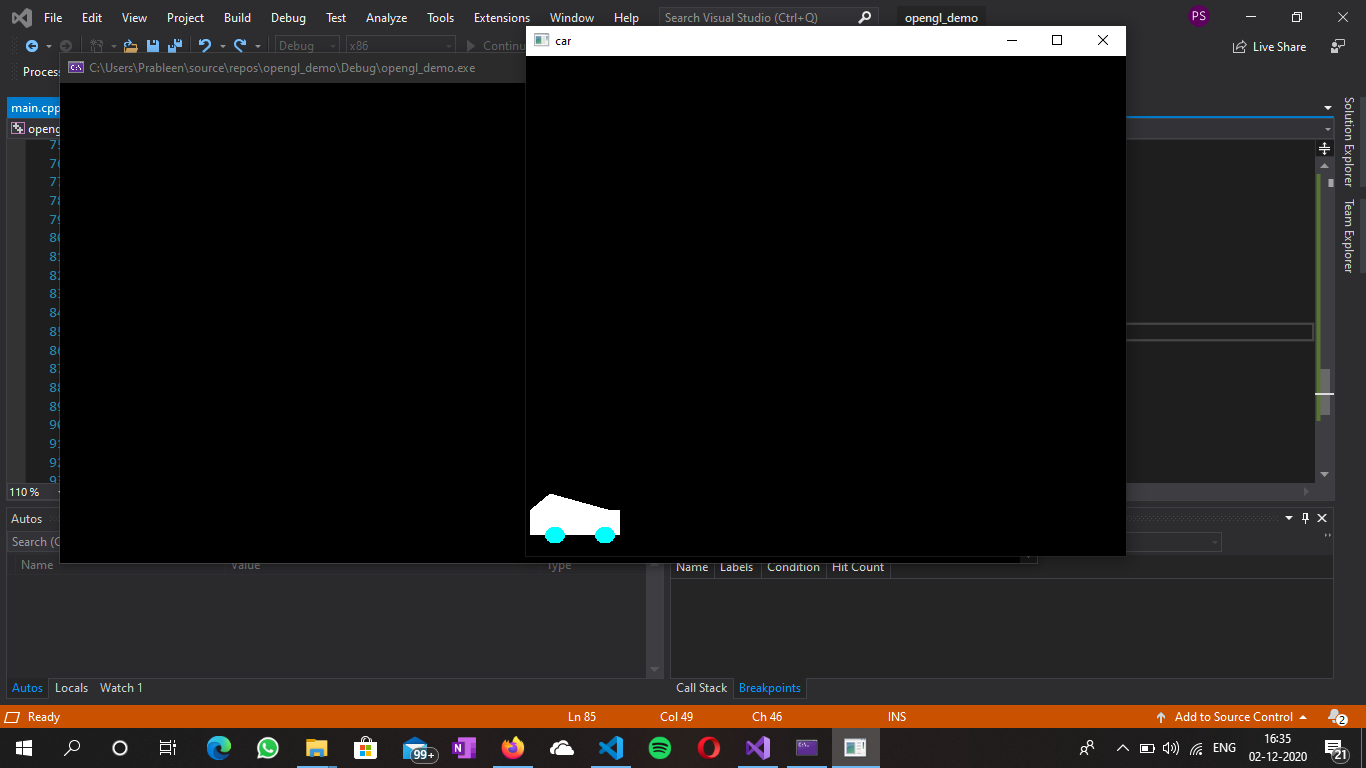 File Edit View Project Build Debug Test Analyze Tools Extensions Window Help Search Visual Studio (Ctrl+Q) opengl_demo PS
car
Debug x86 Continu Live Share
Proces
C:\Users\Prableen\source\repos\opengl_demo\Debug\opengl_demo.exe
main.cpp
openg
76
77
78
79
80
81
82
83
84
85
86
87
88
89
90
91
92
110 %
Solution Explorer
Team Explorer
Autos
Search (C
Name Value Type
Name Labels Condition Hit Count
Autos Locals Watch 1
Call Stack Breakpoints
Ready Ln 85 Col 49 Ch 46 INS Add to Source Control 2
99+ ENG 16:35
02-12-2020 21